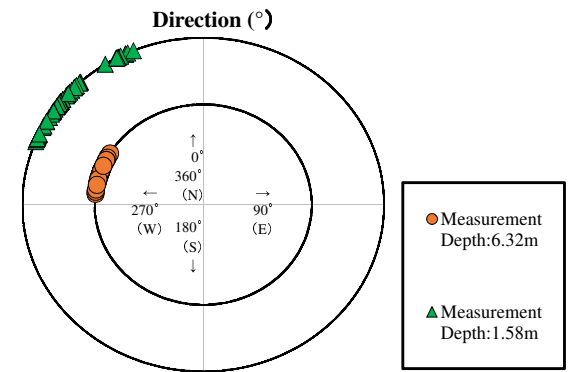 Direction (°)
↑
0°
360°
(N)
← →
270° 90°
(W) (E)
180°
(S)
↓
Measurement
Depth:6.32m
Measurement
Depth:1.58m